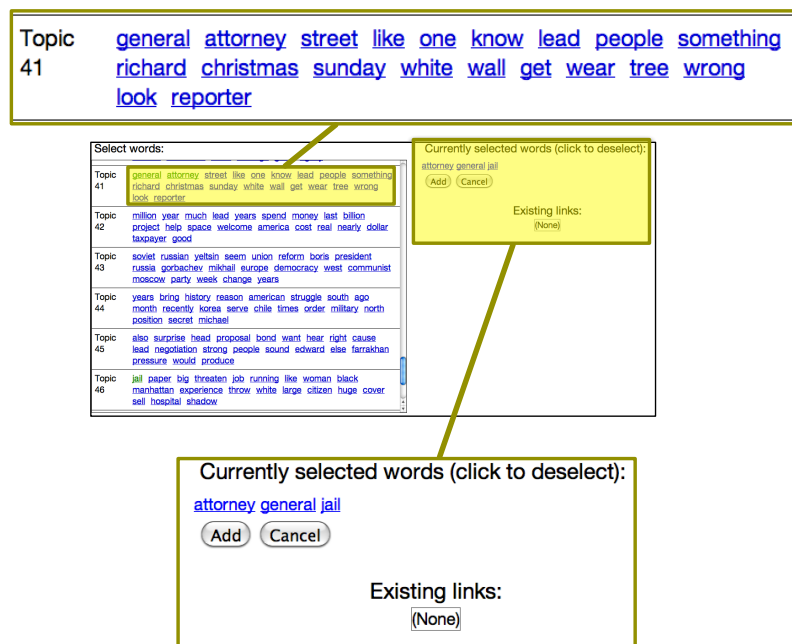 Topic general attorney street like one know lead people something
41 richard christmas sunday white wall get wear tree wrong
look reporter
Select words:
Topic general attorney street like one know lead people something
41 richard christmas sunday white wall get wear tree wrong
look reporter
Topic million year much lead years spend money last billion
42 project help space welcome america cost real nearly dollar
taxpayer good
Topic soviet russian yeltsin seem union reform boris president
43 russia gorbachev mikhail europe democracy west communist
moscow party week change years
Topic years bring history reason american struggle south ago
44 month recently korea serve chile times order military north
position secret michael
Topic also surprise head proposal bond want hear right cause
45 lead negotiation strong people sound edward else farrakhan
pressure would produce
Topic jail paper big threaten job running like woman black
46 manhattan experience throw white large citizen huge cover
sell hospital shadow
Currently selected words (click to deselect):
attorney general jail
Add Cancel
Existing links:
(None)
Currently selected words (click to deselect):
attorney general jail
Add Cancel
Existing links:
(None)